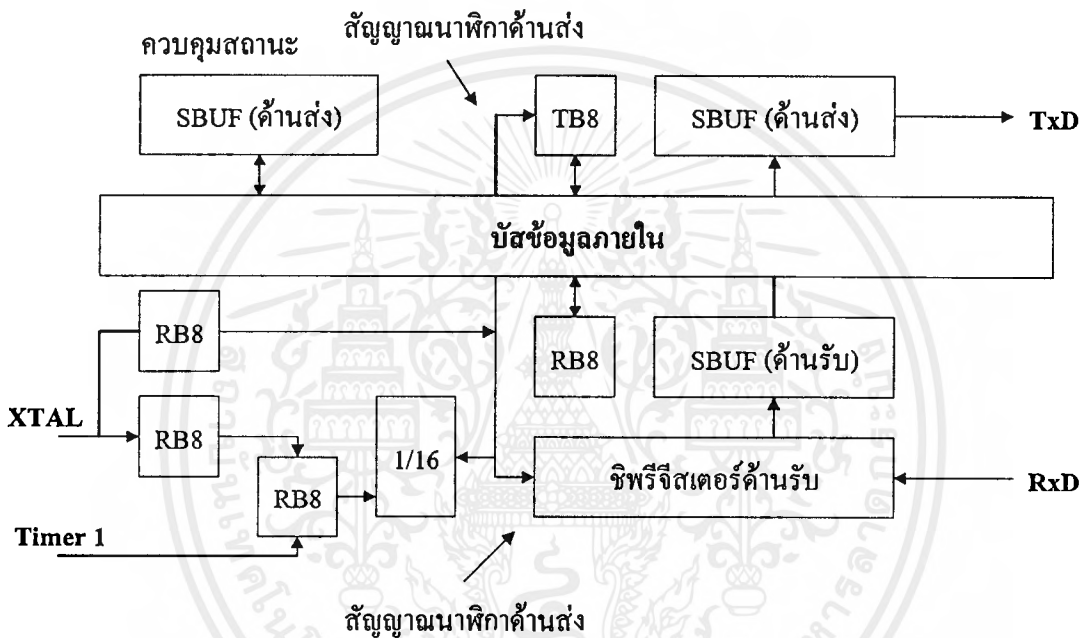 สัญญาณนาฬิกาด้านส่ง
ควบคุมสถานะ
SBUF (ด้านส่ง)
TB8
SBUF (ด้านส่ง)
TxD
บัสข้อมูลภายใน
RB8
RB8
SBUF (ด้านรับ)
XTAL
RB8
1/16
RB8
ชิพรีจีสเตอร์ด้านรับ
RxD
Timer 1
สัญญาณนาฬิกาด้านส่ง